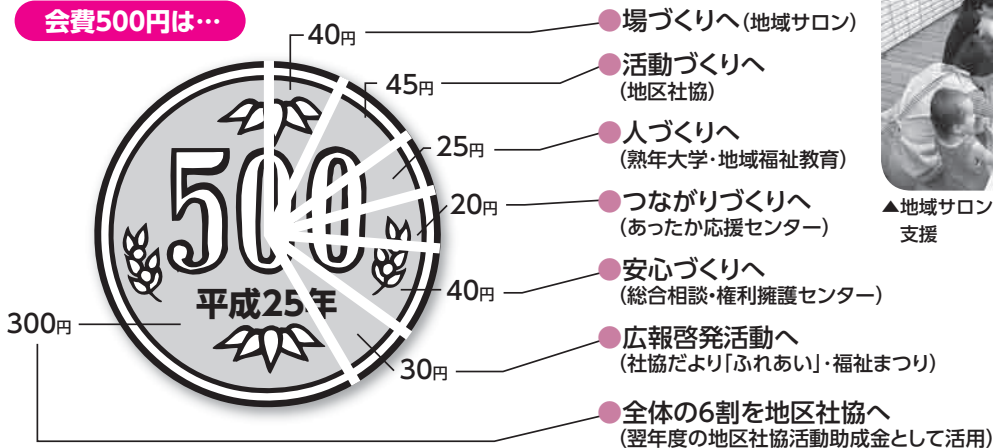 会費500円は…
40円
●場づくりへ(地域サロン)
45円
●活動づくりへ
(地区社協)
25円
●人づくりへ
(熟年大学・地域福祉教育)
20円
●つながりづくりへ
(あったか応援センター)
40円
●安心づくりへ
(総合相談・権利擁護センター)
30円
●広報啓発活動へ
(社協だより「ふれあい」・福祉まつり)
300円
●全体の6割を地区社協へ
(翌年度の地区社協活動助成金として活用)
500
平成25年
▲地域サロン
支援